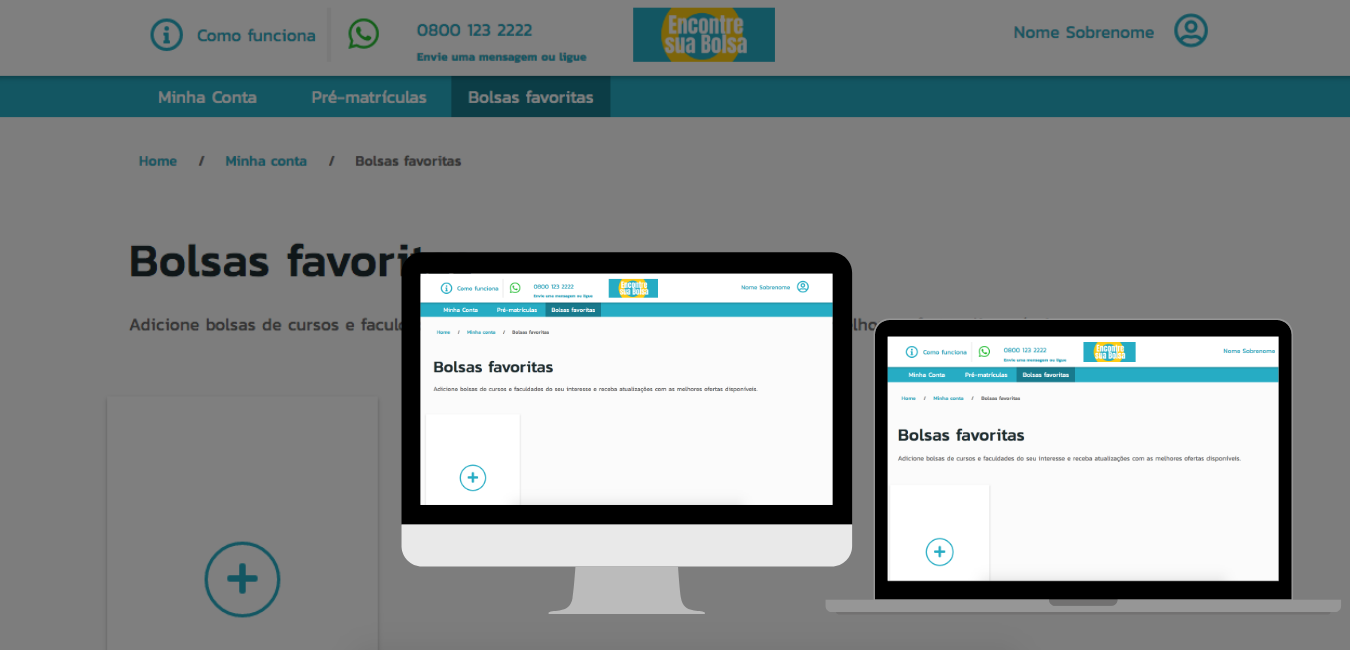 Como funciona
0800 123 2222
Envie uma mensagem ou ligue
Encontre
sua Bolsa
Nome Sobrenome
Minha Conta
Pré-matrículas
Bolsas favoritas
Home / Minha conta / Bolsas favoritas
Bolsas favorit
Adicione bolsas de cursos e facul
Como funciona
0800 123 2222
Envie uma mensagem ou ligue
Encontre
sua Bolsa
Nome Sobrenome
Minha Conta
Pré-matrículas
Bolsas favoritas
Home / Minha conta / Bolsas favoritas
Bolsas favoritas
Adicione bolsas de cursos e faculdades do seu interesse e receba atualizações com as melhores ofertas disponíveis.
Como funciona
0800 123 2222
Envie uma mensagem ou ligue
Encontre
sua Bolsa
Nome Sobrenome
Minha Conta
Pré-matrículas
Bolsas favoritas
Home / Minha conta / Bolsas favoritas
Bolsas favoritas
Adicione bolsas de cursos e faculdades do seu interesse e receba atualizações com as melhores ofertas disponíveis.